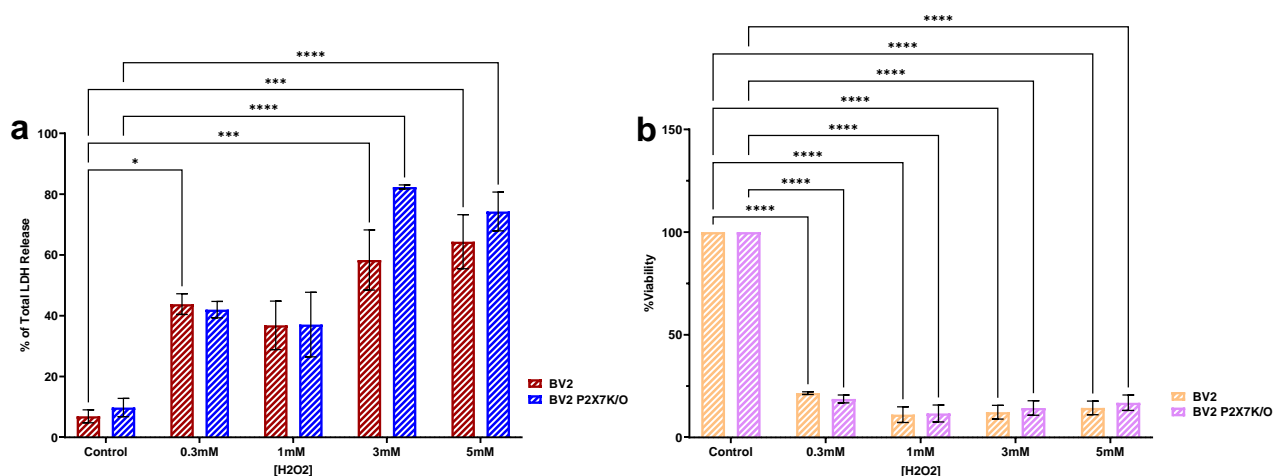 a
****
***
****
***
*
% of Total LDH Release
100
80
60
40
20
0
Control 0.3mM 1mM 3mM 5mM
[H2O2]
BV2
BV2 P2X7K/O
b
****
****
****
****
****
****
****
****
%Viability
150
100
50
0
Control 0.3mM 1mM 3mM 5mM
[H2O2]
BV2
BV2 P2X7K/O